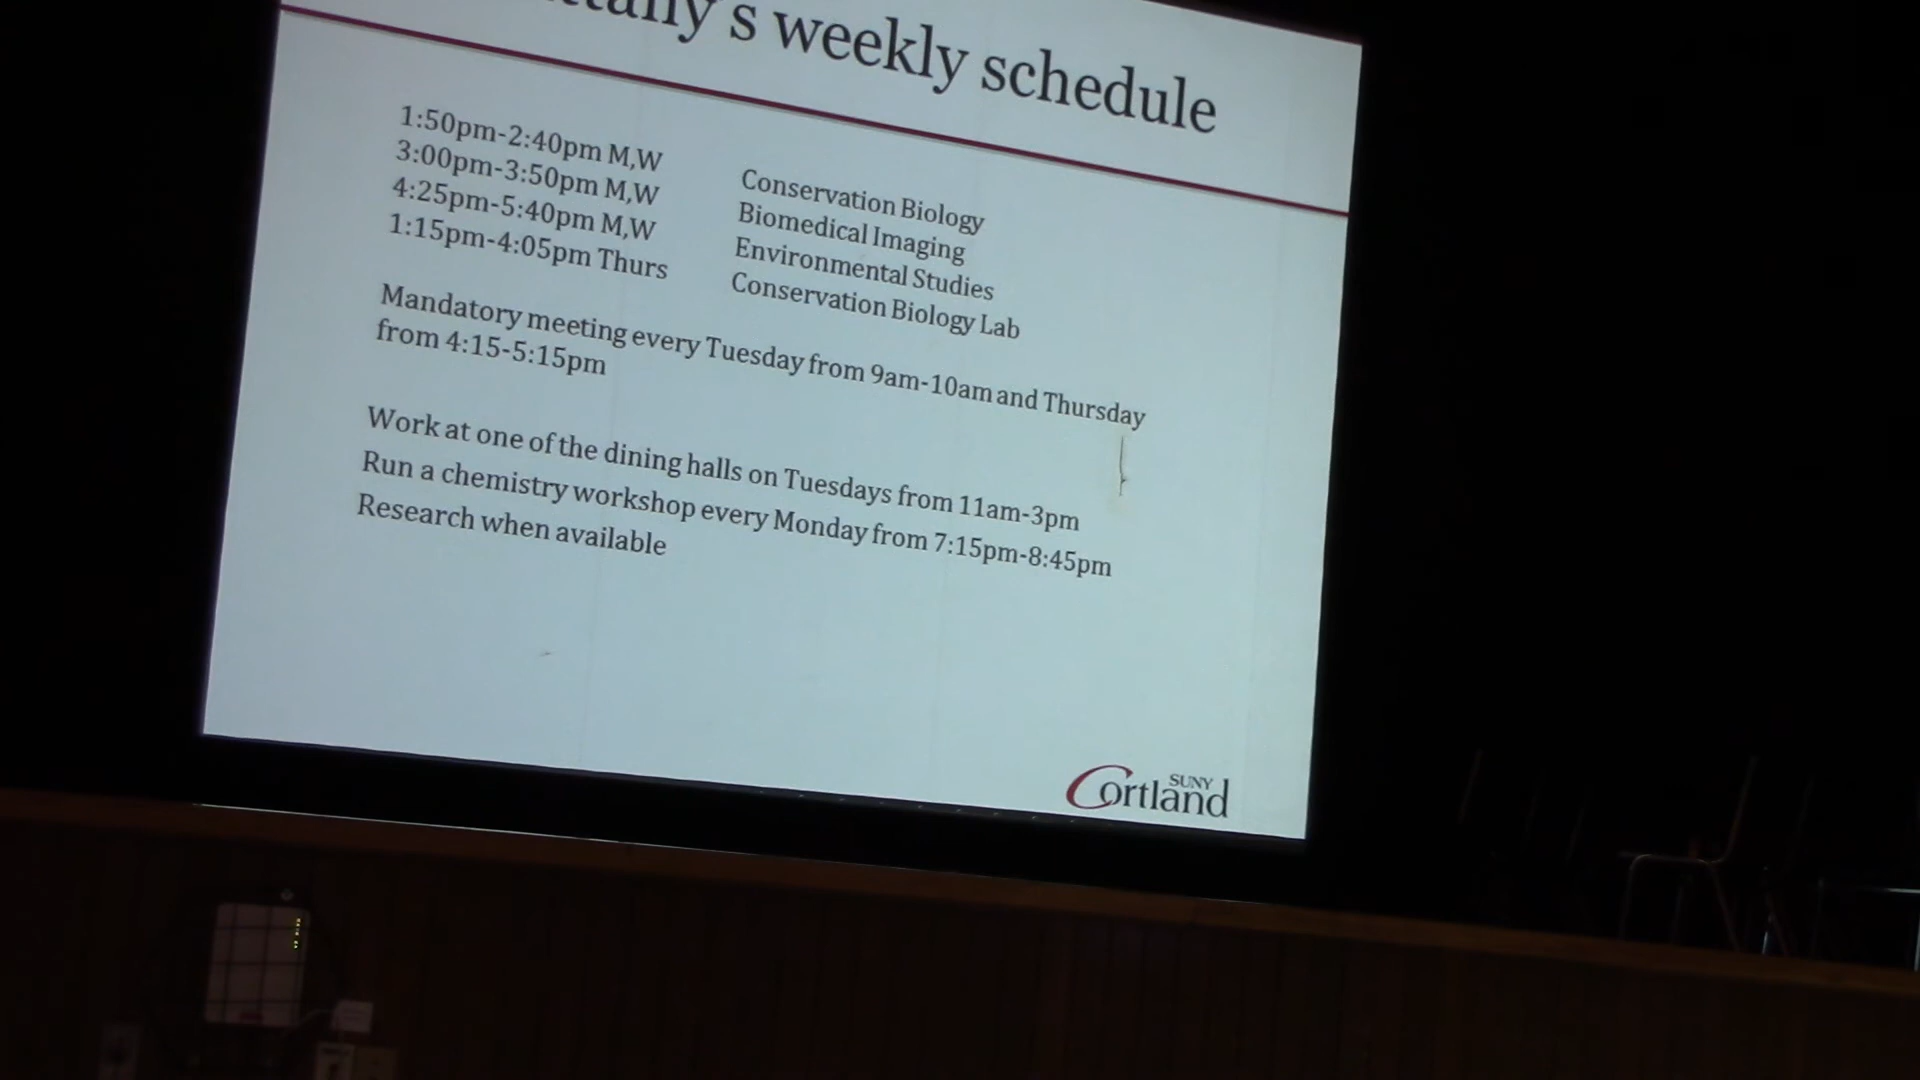 's weekly schedule
1:50pm-2:40pm M,W
3:00pm-3:50pm M,W
4:25pm-5:40pm M,W
1:15pm-4:05pm Thurs
Conservation Biology
Biomedical Imaging
Environmental Studies
Conservation Biology Lab
Mandatory meeting every Tuesday from 9am-10am and Thursday
from 4:15-5:15pm
Work at one of the dining halls on Tuesdays from 11am-3pm
Run a chemistry workshop every Monday from 7:15pm-8:45pm
Research when available
SUNY
Cortland